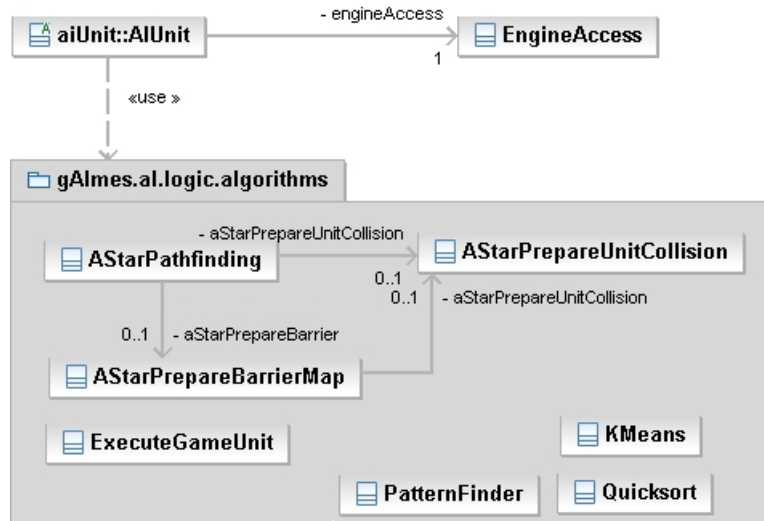 - engineAccess
aiUnit::AIUnit
EngineAccess
1
«use »
gAImes.aI.logic.algorithms
- aStarPrepareUnitCollision
AStarPathfinding
AStarPrepareUnitCollision
0..1
0..1 - aStarPrepareUnitCollision
0..1 - aStarPrepareBarrier
AStarPrepareBarrierMap
ExecuteGameUnit
KMeans
PatternFinder
Quicksort